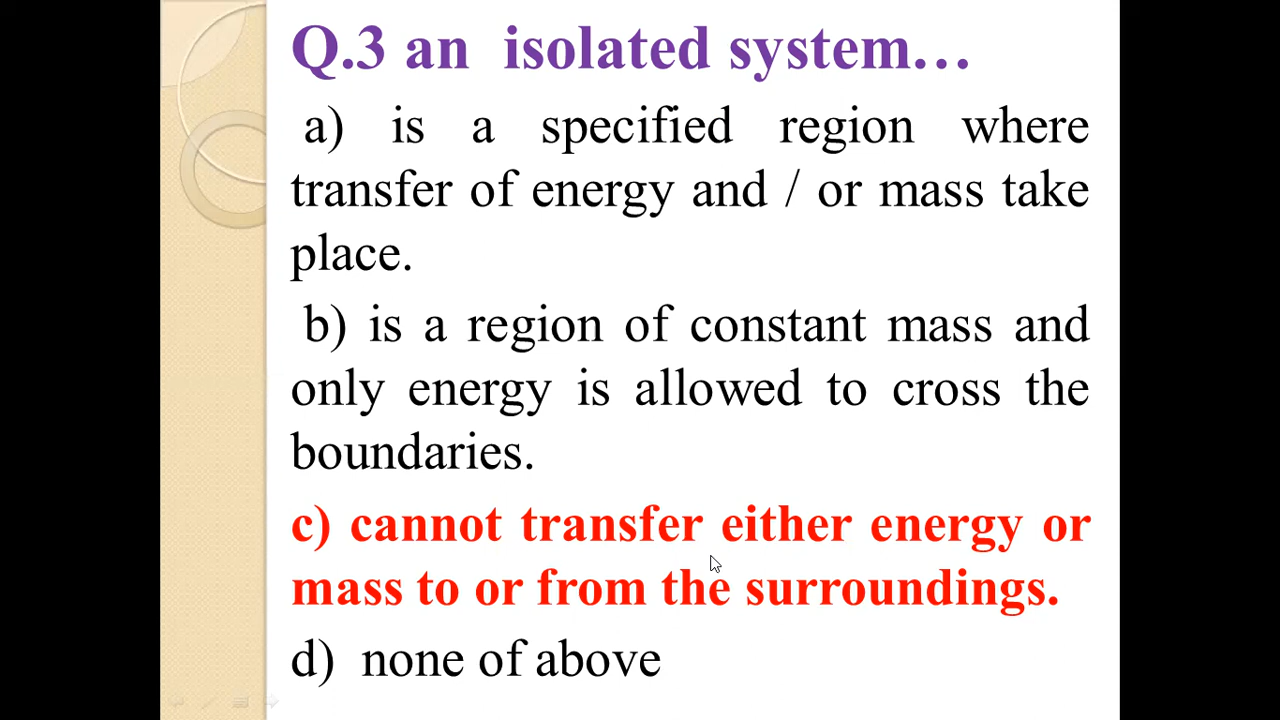 Q.3 an isolated system…
a) is a specified region where
transfer of energy and / or mass take
place.
b) is a region of constant mass and
only energy is allowed to cross the
boundaries.
c) cannot transfer either energy or
mass to or from the surroundings.
d) none of above